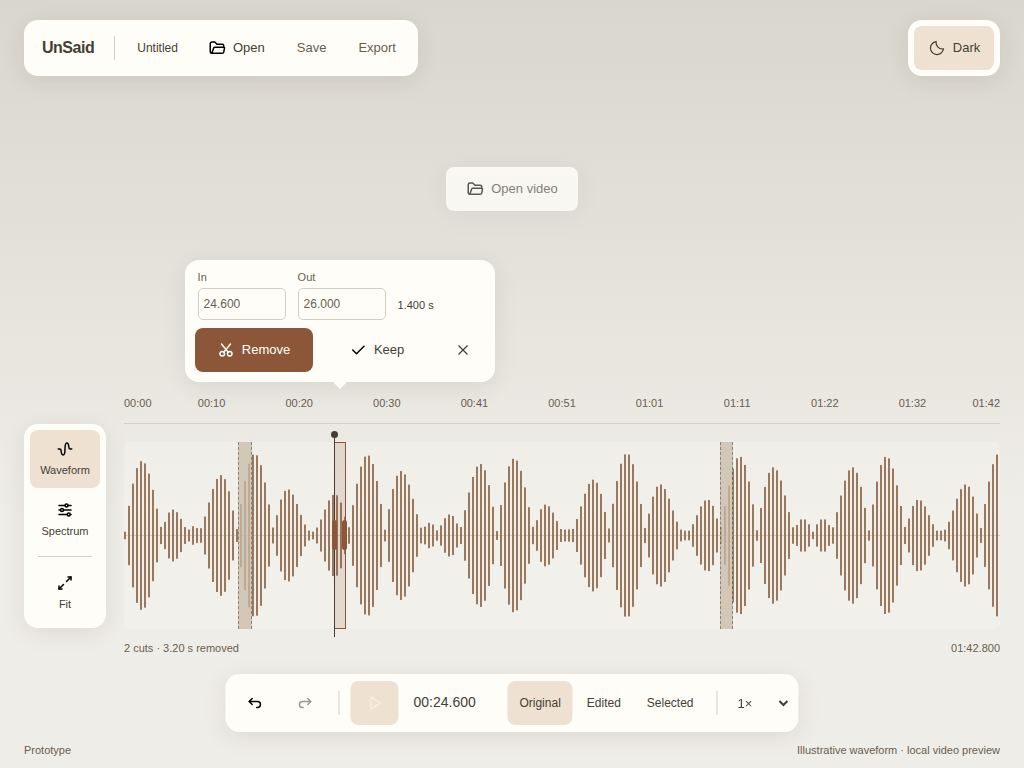 UnSaid Untitled Open Save Export Dark
Open video
In Out
24.600 26.000 1.400 s
Remove Keep
00:00 00:10 00:20 00:30 00:41 00:51 01:01 01:11 01:22 01:32 01:42
Waveform
Spectrum
Fit
2 cuts · 3.20 s removed 01:42.800
00:24.600 Original Edited Selected 1×
Prototype Illustrative waveform · local video preview